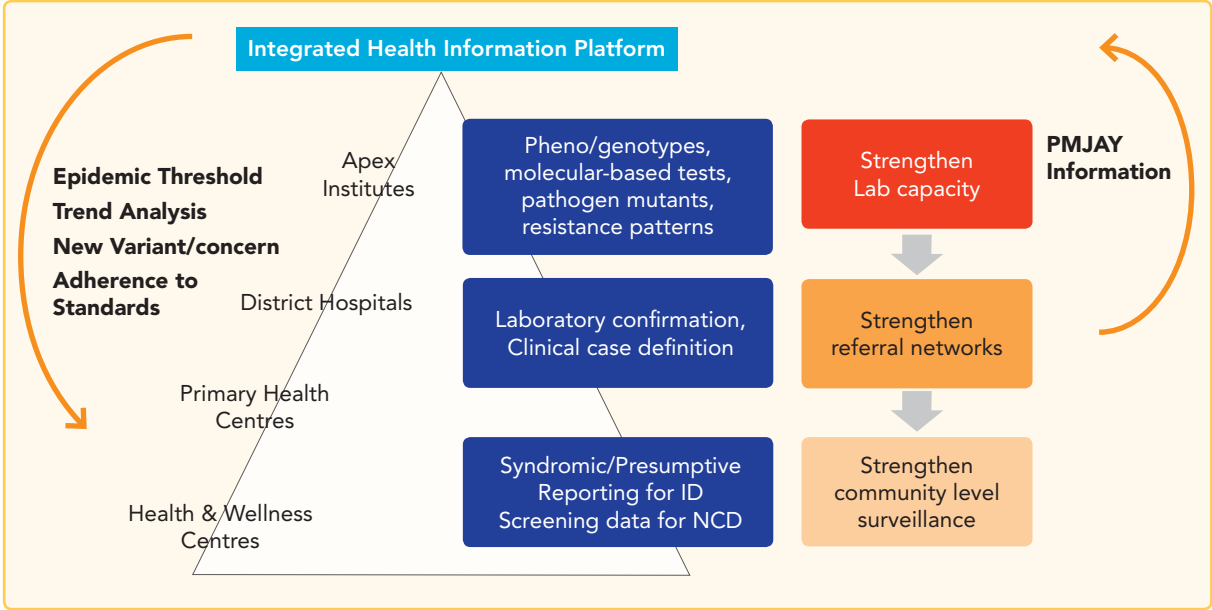 Integrated Health Information Platform
Epidemic Threshold
Trend Analysis
New Variant/concern
Adherence to
Standards
Apex
Institutes
District Hospitals
Primary Health
Centres
Health & Wellness
Centres
Pheno/genotypes,
molecular-based tests,
pathogen mutants,
resistance patterns
Laboratory confirmation,
Clinical case definition
Syndromic/Presumptive
Reporting for ID
Screening data for NCD
Strengthen
Lab capacity
Strengthen
referral networks
Strengthen
community level
surveillance
PMJAY
Information